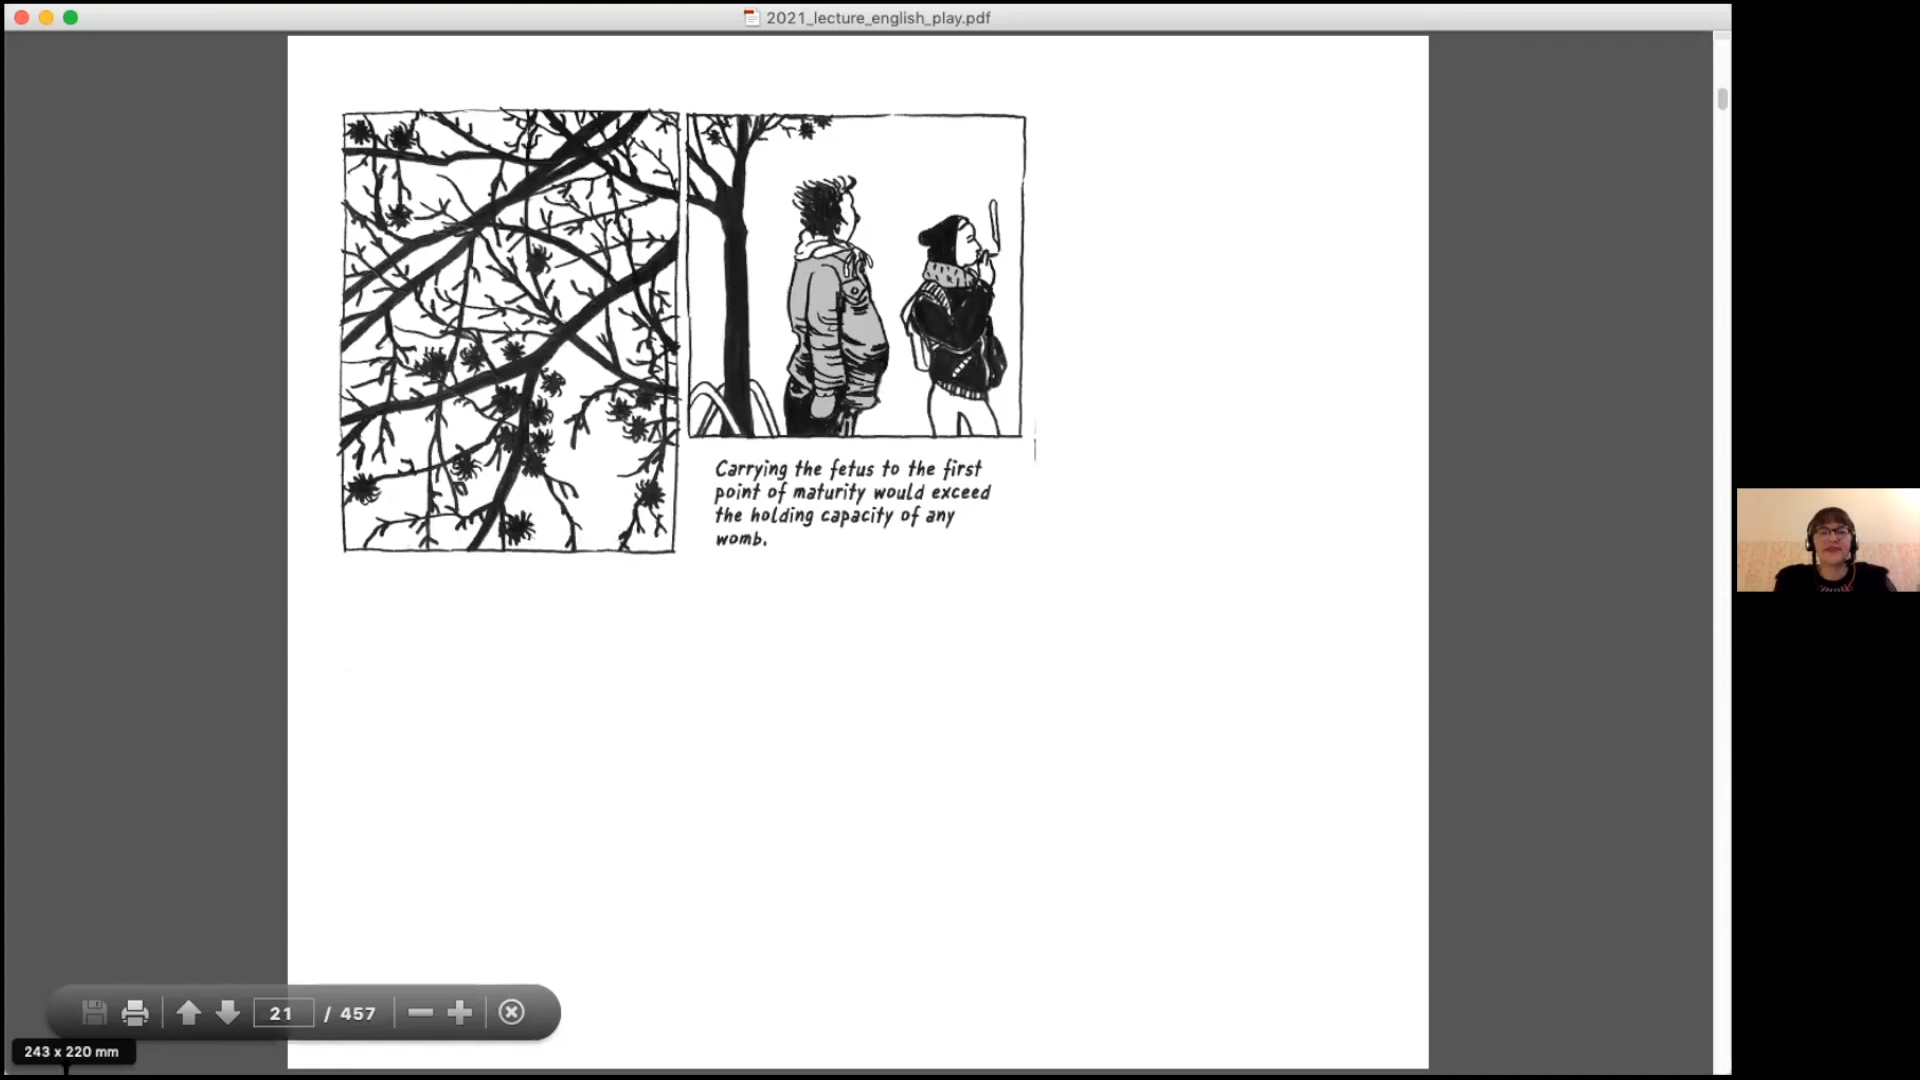 2021_lecture_english_play.pdf
Carrying the fetus to the first
point of maturity would exceed
the holding capacity of any
womb.
21 / 457
243 x 220 mm